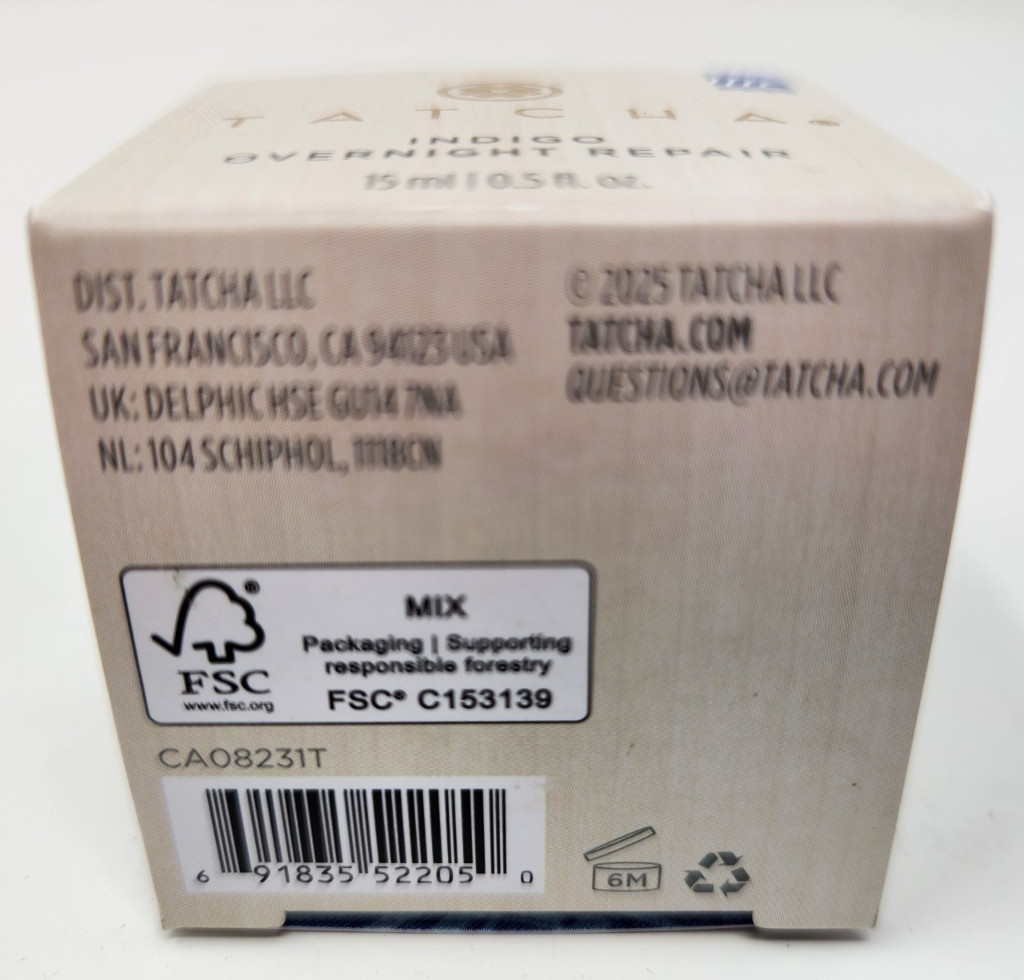 TATCHA®
INDIGO
OVERNIGHT REPAIR
15 ml | 0.5 fl. oz.
DIST. TATCHA LLC
SAN FRANCISCO, CA 94123 USA
UK: DELPHIC HSE GU14 7NA
NL: 104 SCHIPHOL, 1118CN
© 2025 TATCHA LLC
TATCHA.COM
QUESTIONS@TATCHA.COM
®
FSC
www.fsc.org
MIX
Packaging | Supporting
responsible forestry
FSC® C153139
CA08231T
6 91835 52205 0
6M